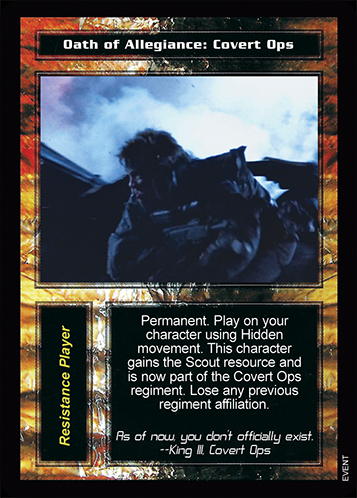 Oath of Allegiance: Covert Ops
Resistance Player
Permanent. Play on your
character using Hidden
movement. This character
gains the Scout resource and
is now part of the Covert Ops
regiment. Lose any previous
regiment affiliation.
As of now, you don't officially exist.
--King III, Covert Ops
EVENT